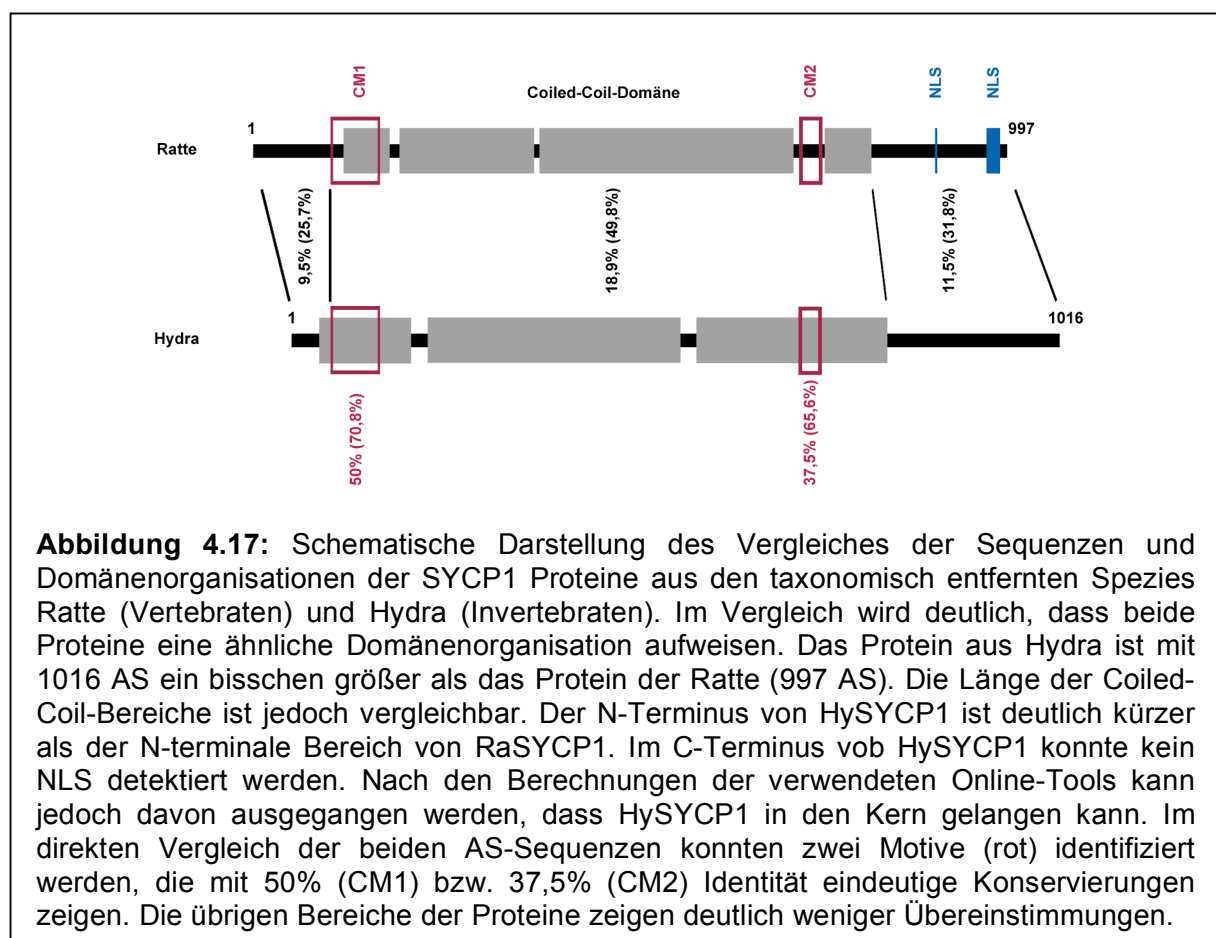 CM1
Coiled-Coil-Domäne
CM2
NLS
NLS
1
997
Ratte
9,5% (25,7%)
18,9% (49,8%)
11,5% (31,8%)
1
1016
Hydra
50% (70,8%)
37,5% (65,6%)
Abbildung 4.17: Schematische Darstellung des Vergleiches der Sequenzen und
Domänenorganisationen der SYCP1 Proteine aus den taxonomisch entfernten Spezies
Ratte (Vertebraten) und Hydra (Invertebraten). Im Vergleich wird deutlich, dass beide
Proteine eine ähnliche Domänenorganisation aufweisen. Das Protein aus Hydra ist mit
1016 AS ein bisschen größer als das Protein der Ratte (997 AS). Die Länge der Coiled-
Coil-Bereiche ist jedoch vergleichbar. Der N-Terminus von HySYCP1 ist deutlich kürzer
als der N-terminale Bereich von RaSYCP1. Im C-Terminus vob HySYCP1 konnte kein
NLS detektiert werden. Nach den Berechnungen der verwendeten Online-Tools kann
jedoch davon ausgegangen werden, dass HySYCP1 in den Kern gelangen kann. Im
direkten Vergleich der beiden AS-Sequenzen konnten zwei Motive (rot) identifiziert
werden, die mit 50% (CM1) bzw. 37,5% (CM2) Identität eindeutige Konservierungen
zeigen. Die übrigen Bereiche der Proteine zeigen deutlich weniger Übereinstimmungen.